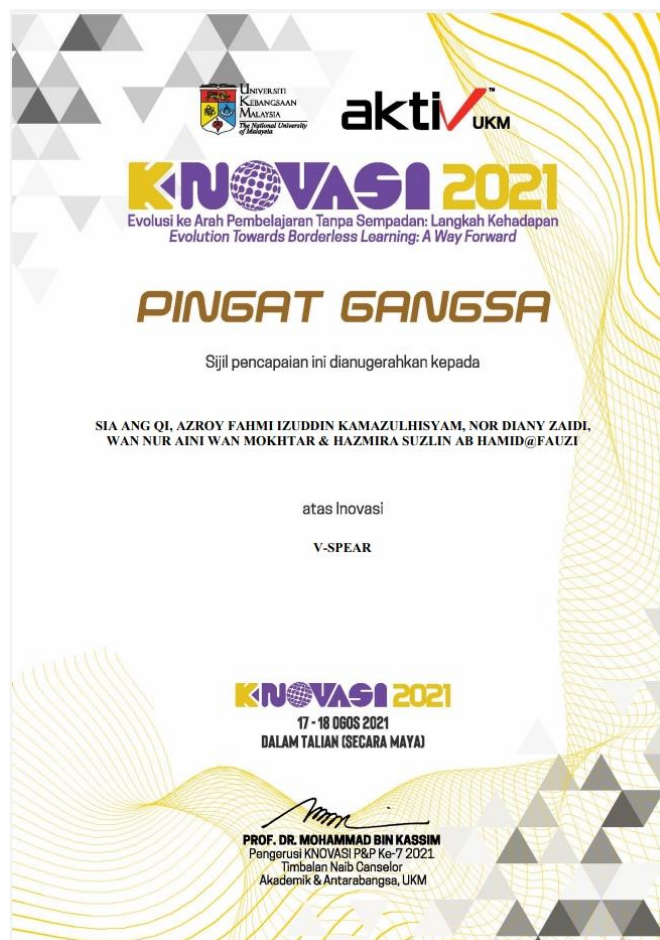 UNIVERSITI
KEBANGSAAN
MALAYSIA
The National University
of Malaysia
aktiv™
UKM
K-NOVASI 2021
Evolusi ke Arah Pembelajaran Tanpa Sempadan: Langkah Kehadapan
Evolution Towards Borderless Learning: A Way Forward
PINGAT GANGSA
Sijil pencapaian ini dianugerahkan kepada
SIA ANG QI, AZROY FAHMI IZUDDIN KAMAZULHISYAM, NOR DIANY ZAIDI,
WAN NUR AINI WAN MOKHTAR & HAZMIRA SUZLIN AB HAMID@FAUZI
atas Inovasi
V-SPEAR
K-NOVASI 2021
17 - 18 OGOS 2021
DALAM TALIAN (SECARA MAYA)
PROF. DR. MOHAMMAD BIN KASSIM
Pengerusi KNOVASI P&P Ke-7 2021
Timbalan Naib Canselor
Akademik & Antarabangsa, UKM